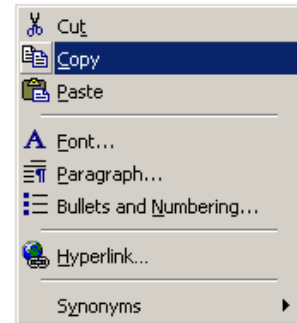 Cut
Copy
Paste
Font...
Paragraph...
Bullets and Numbering...
Hyperlink...
Synonyms